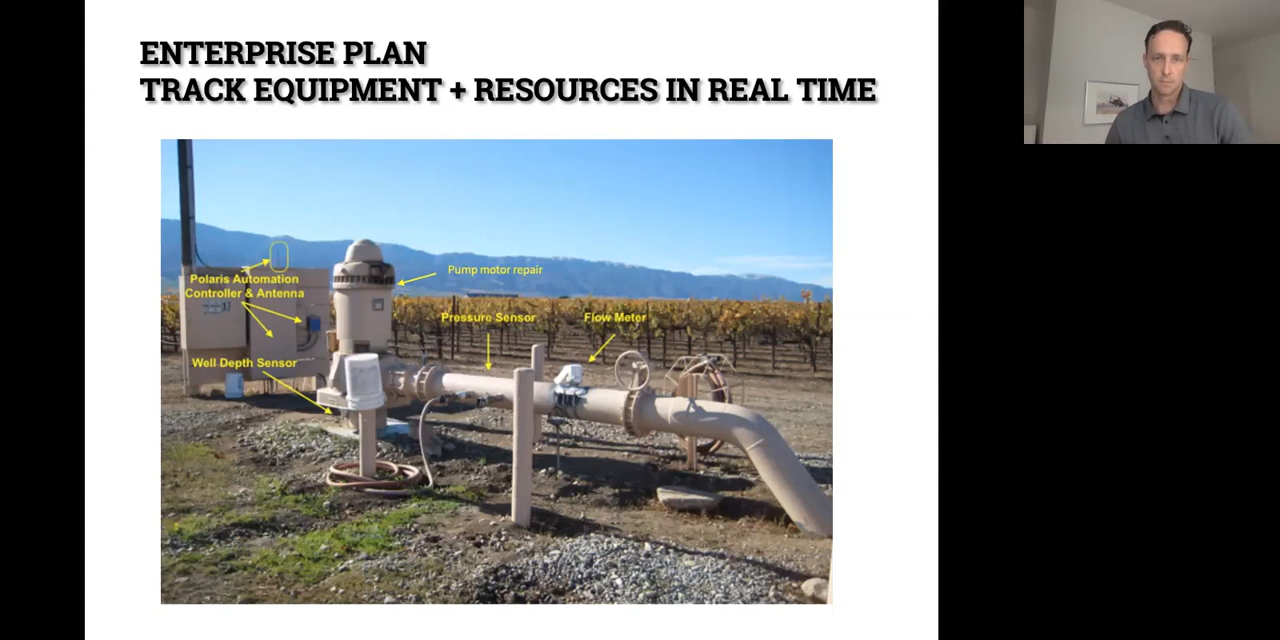 ENTERPRISE PLAN
TRACK EQUIPMENT + RESOURCES IN REAL TIME
Polaris Automation
Controller & Antenna
Pump motor repair
Pressure Sensor
Flow Meter
Well Depth Sensor